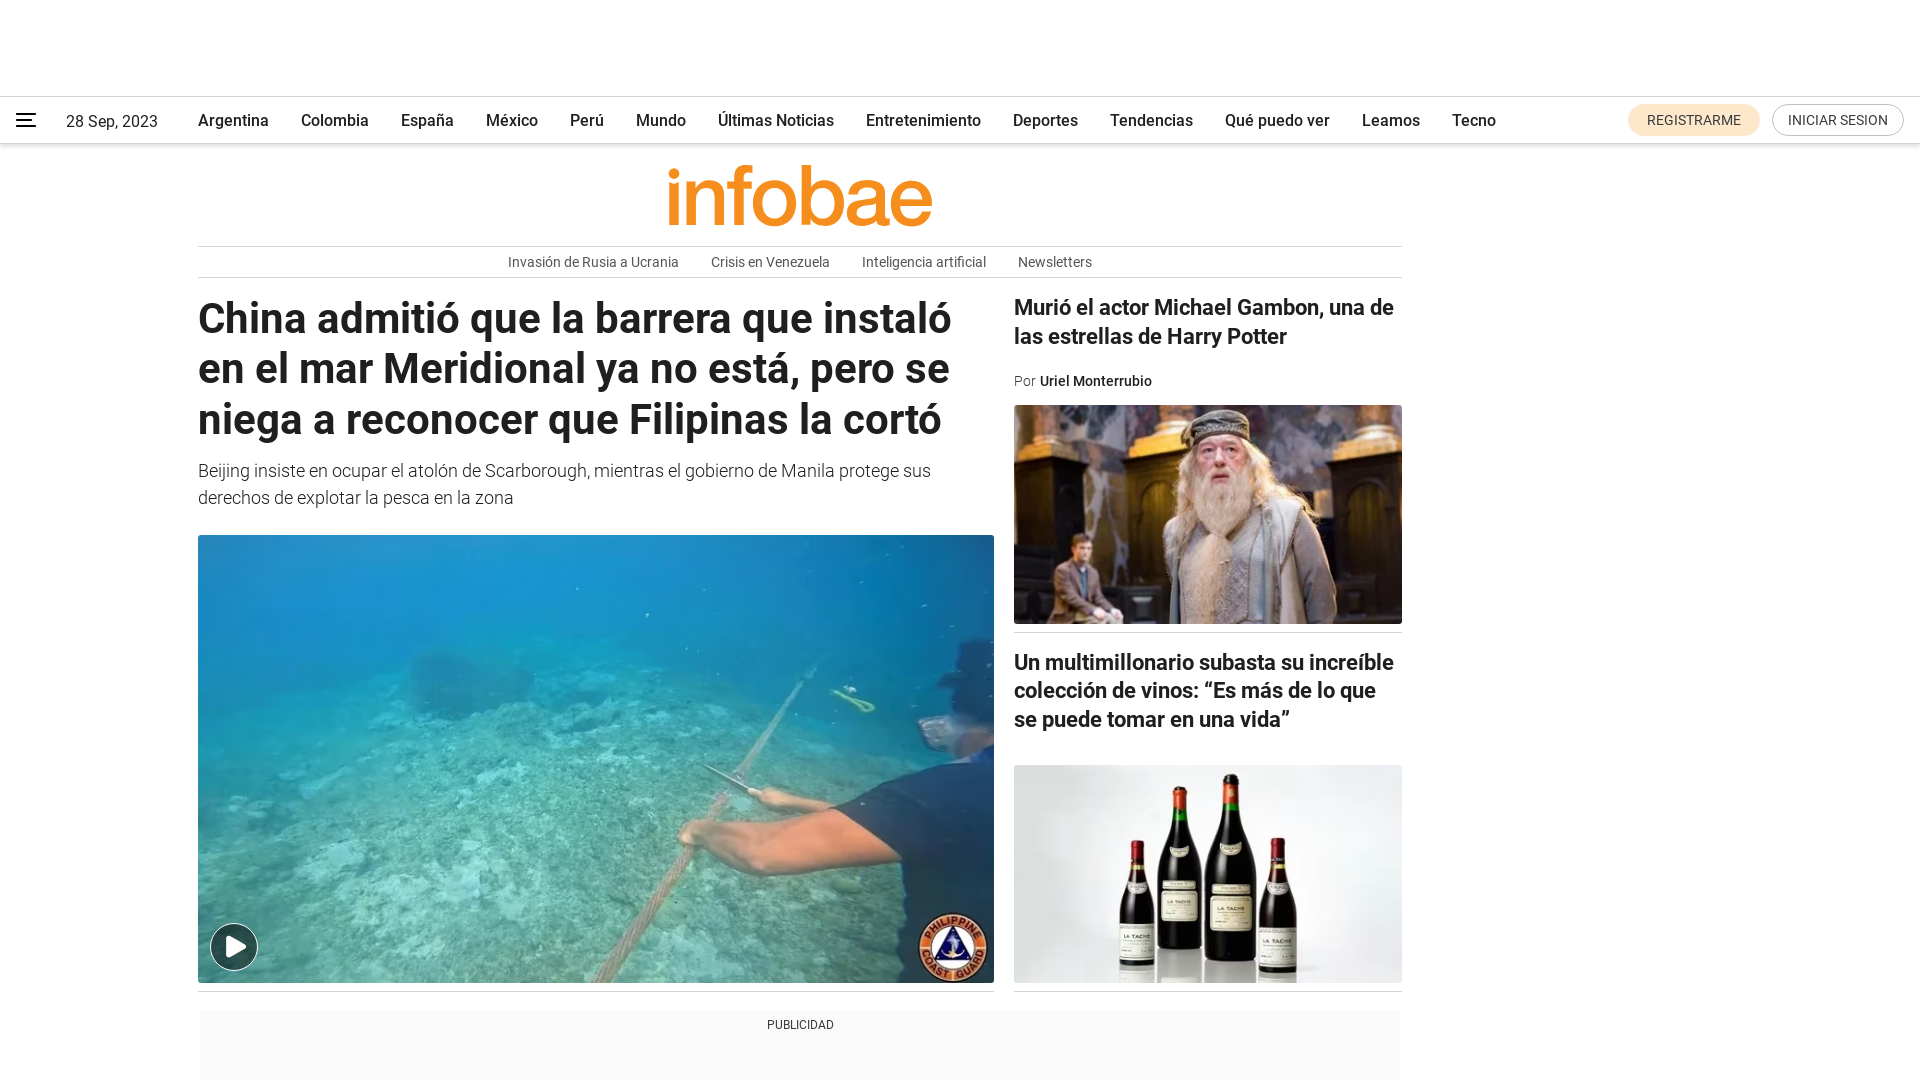 28 Sep, 2023
Argentina
Colombia
España
México
Perú
Mundo
Últimas Noticias
Entretenimiento
Deportes
Tendencias
Qué puedo ver
Leamos
Tecno
REGISTRARME
INICIAR SESION
infobae
Invasión de Rusia a Ucrania
Crisis en Venezuela
Inteligencia artificial
Newsletters
China admitió que la barrera que instaló
en el mar Meridional ya no está, pero se
niega a reconocer que Filipinas la cortó
Beijing insiste en ocupar el atolón de Scarborough, mientras el gobierno de Manila protege sus
derechos de explotar la pesca en la zona
PHILIPPINE
COAST GUARD
Murió el actor Michael Gambon, una de
las estrellas de Harry Potter
Por Uriel Monterrubio
Un multimillonario subasta su increíble
colección de vinos: “Es más de lo que
se puede tomar en una vida”
LA TACHE
LA TACHE
LA TACHE
LA TACHE
PUBLICIDAD